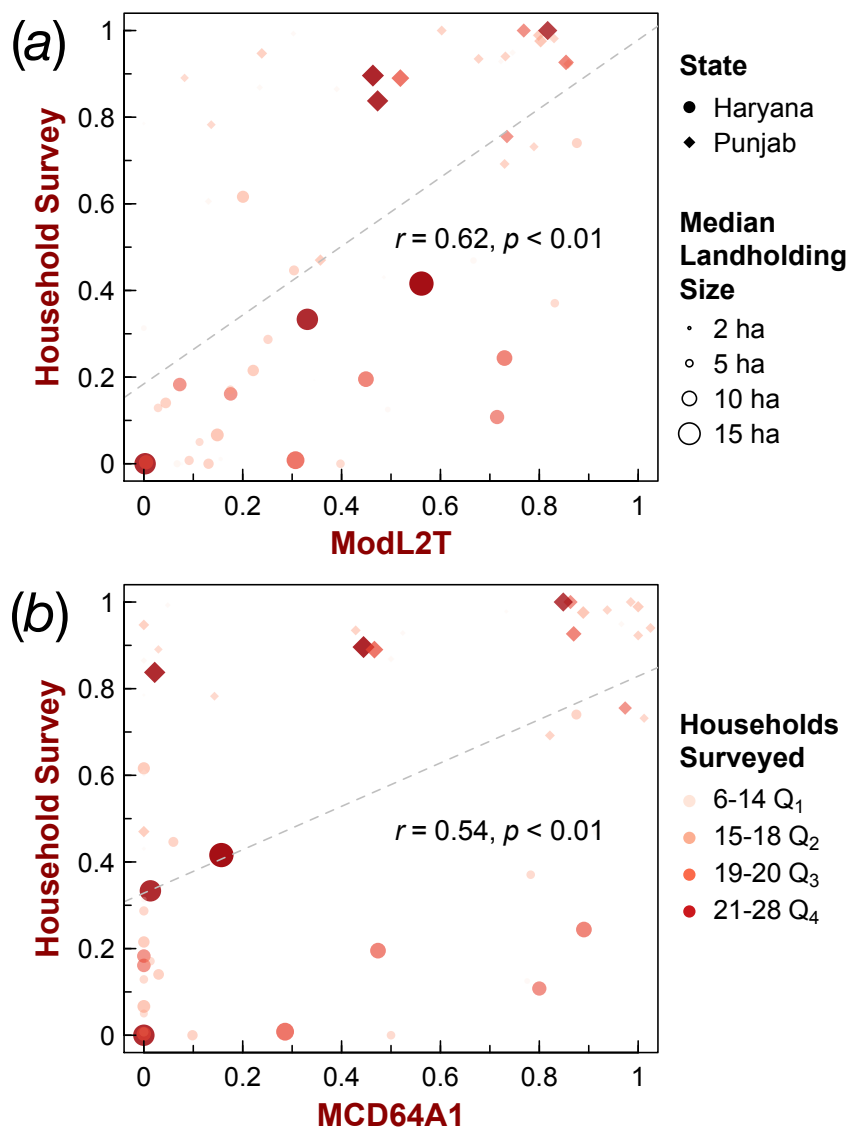 (a)
Household Survey
1
0.8
0.6
0.4
0.2
0
r = 0.62, p < 0.01
0 0.2 0.4 0.6 0.8 1
ModL2T
State
Haryana
Punjab
Median
Landholding
Size
2 ha
5 ha
10 ha
15 ha
(b)
Household Survey
1
0.8
0.6
0.4
0.2
0
r = 0.54, p < 0.01
0 0.2 0.4 0.6 0.8 1
MCD64A1
Households
Surveyed
6-14 Q₁
15-18 Q₂
19-20 Q₃
21-28 Q₄